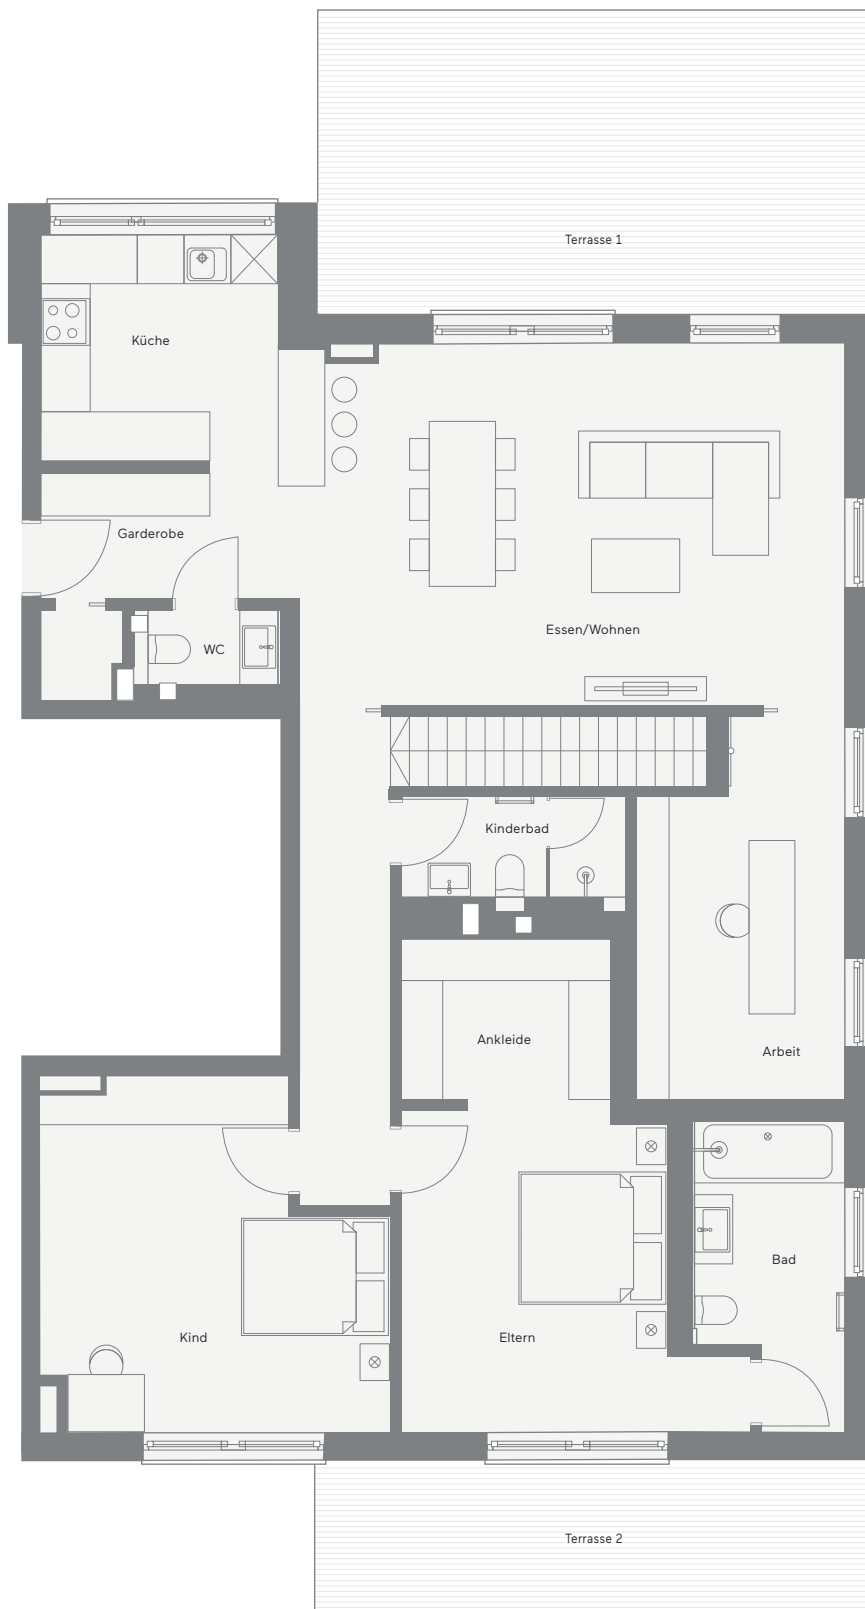 Terrasse 1
Küche
Garderobe
Essen/Wohnen
WC
Kinderbad
Ankleide
Arbeit
Bad
Kind
Eltern
Terrasse 2